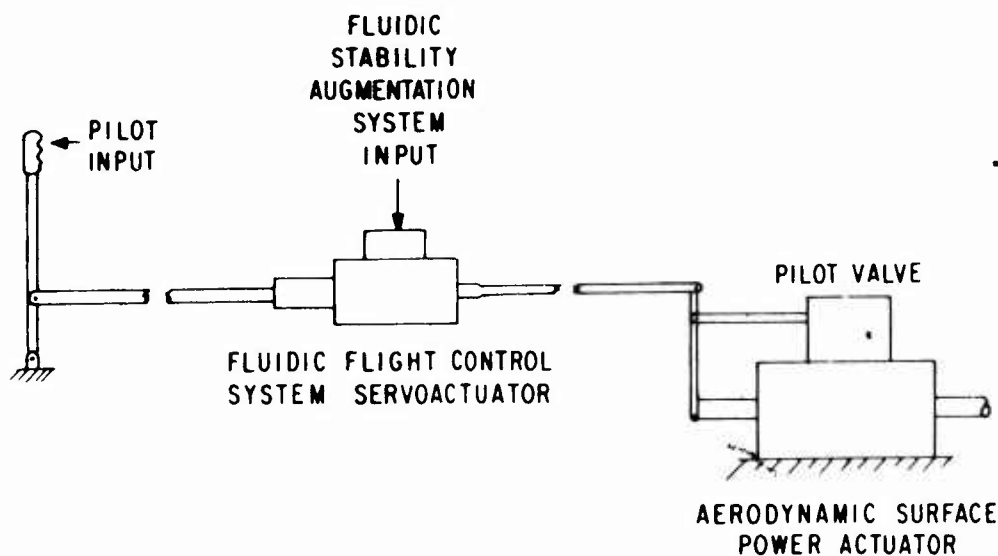 FLUIDIC
STABILITY
AUGMENTATION
SYSTEM
INPUT
PILOT
INPUT
PILOT VALVE
FLUIDIC FLIGHT CONTROL
SYSTEM SERVOACTUATOR
AERODYNAMIC SURFACE
POWER ACTUATOR